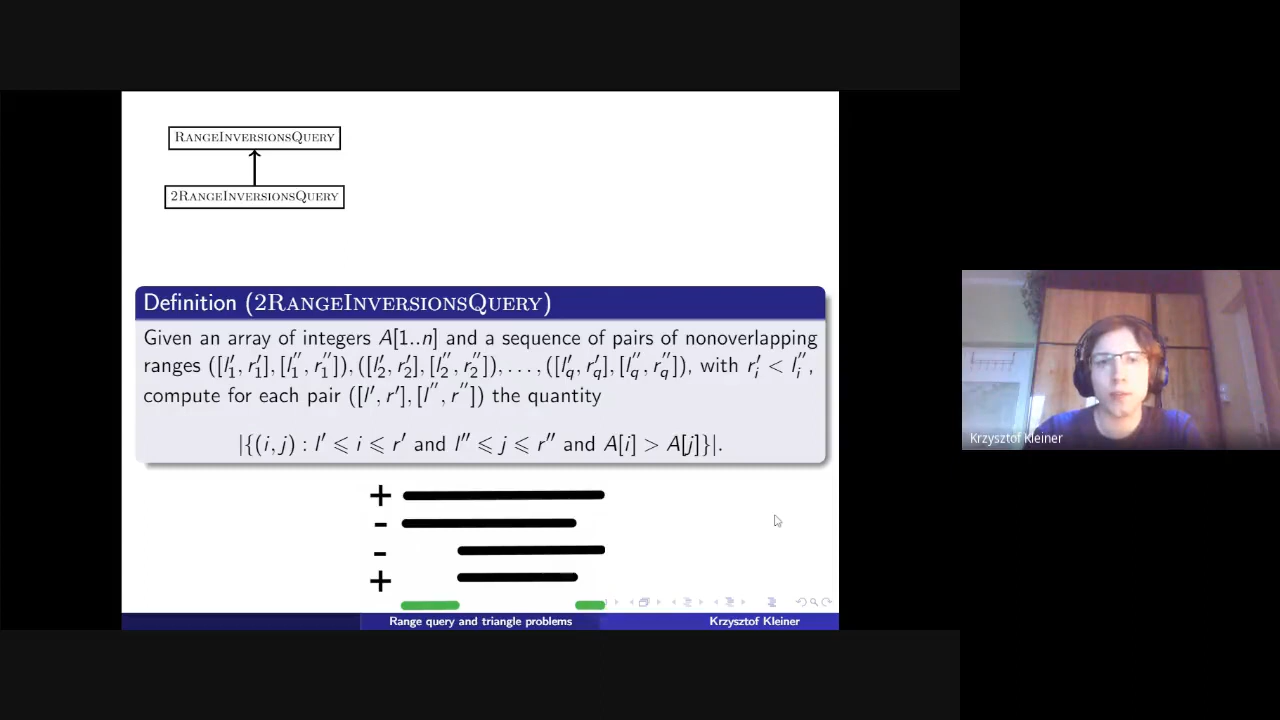 RANGEINVERSIONSQUERY
2RANGEINVERSIONSQUERY
Definition (2RANGEINVERSIONSQUERY)
Given an array of integers A[1..n] and a sequence of pairs of nonoverlapping
ranges ([l′₁, r′₁], [l″₁, r″₁]), ([l′₂, r′₂], [l″₂, r″₂]), . . . , ([l′q, r′q], [l″q, r″q]), with r′ᵢ < l″ᵢ,
compute for each pair ([l′, r′], [l″, r″]) the quantity
|{(i, j) : l′ ⩽ i ⩽ r′ and l″ ⩽ j ⩽ r″ and A[i] > A[j]}|.
+
-
-
+
Range query and triangle problems
Krzysztof Kleiner
Krzysztof Kleiner